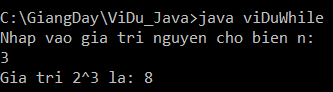 C:\GiangDay\ViDu_Java>java viDuWhile
Nhap vao gia tri nguyen cho bien n:
3
Gia tri 2^3 la: 8